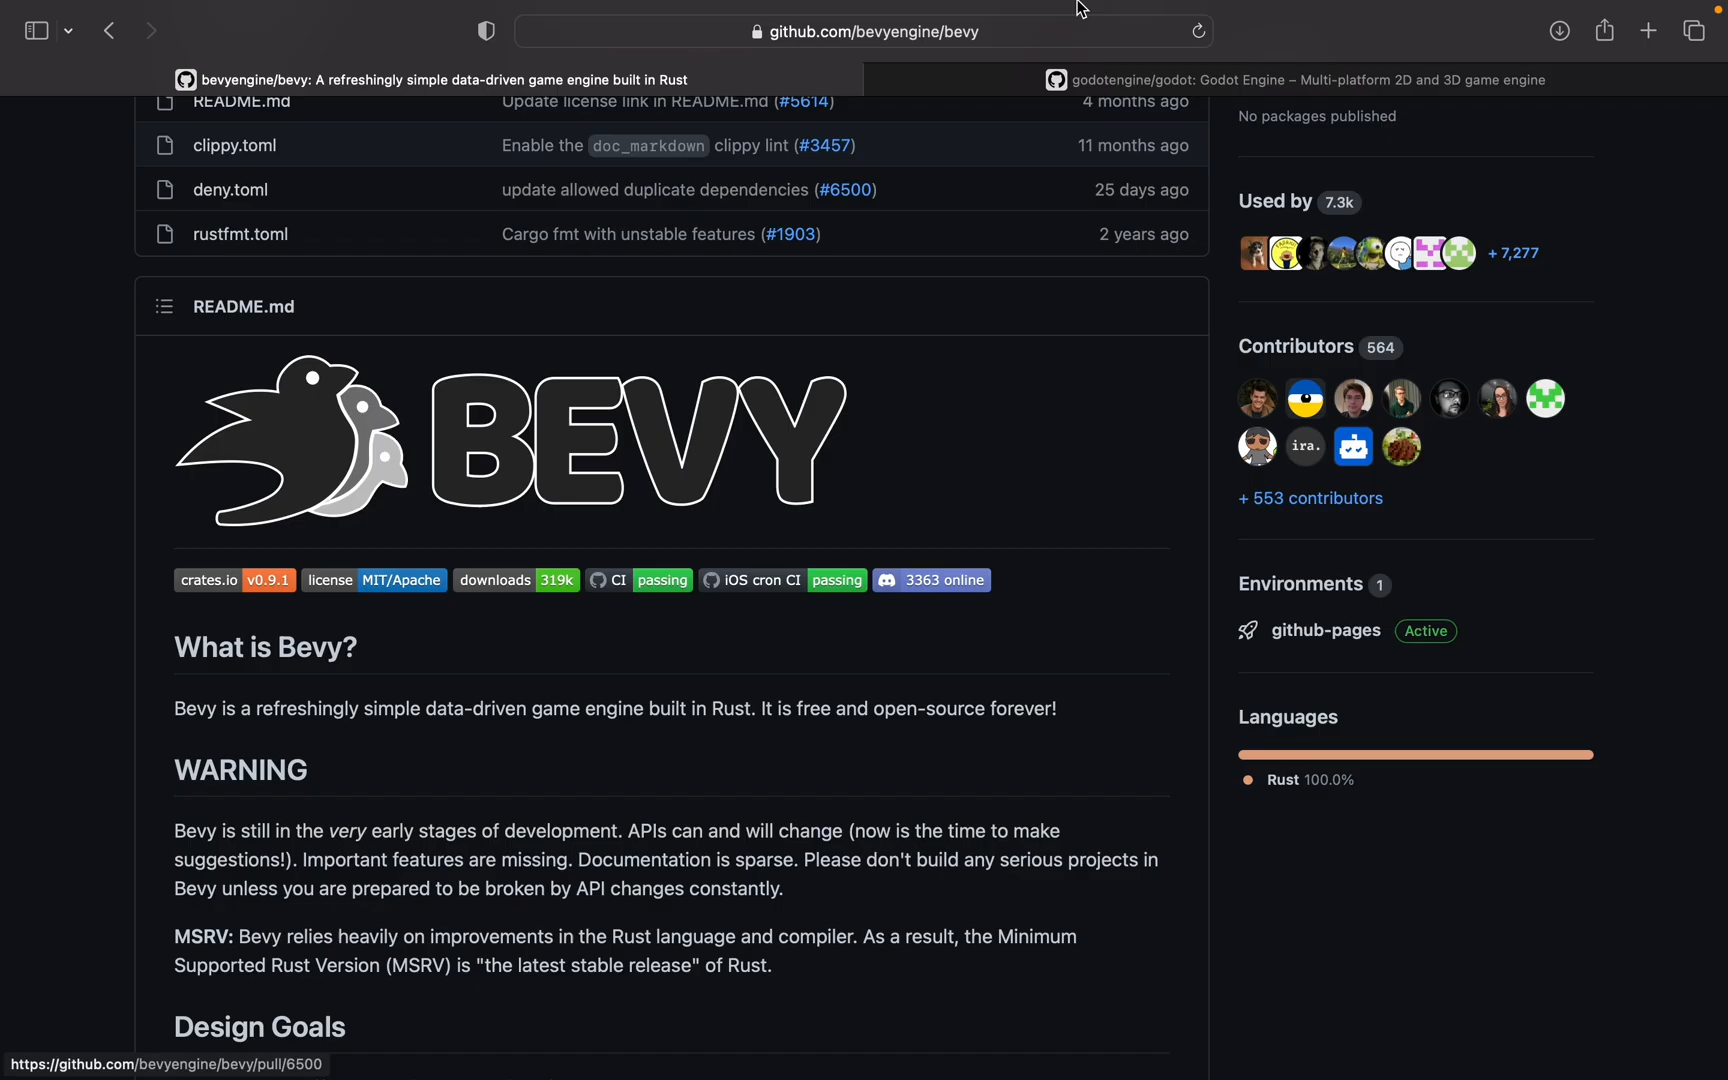 github.com/bevyengine/bevy
bevyengine/bevy: A refreshingly simple data-driven game engine built in Rust
godotengine/godot: Godot Engine – Multi-platform 2D and 3D game engine
README.md Update license link in README.md (#5614) 4 months ago
clippy.toml Enable the doc_markdown clippy lint (#3457) 11 months ago
deny.toml update allowed duplicate dependencies (#6500) 25 days ago
rustfmt.toml Cargo fmt with unstable features (#1903) 2 years ago
README.md
BEVY
crates.io v0.9.1 license MIT/Apache downloads 319k CI passing iOS cron CI passing 3363 online
What is Bevy?
Bevy is a refreshingly simple data-driven game engine built in Rust. It is free and open-source forever!
WARNING
Bevy is still in the very early stages of development. APIs can and will change (now is the time to make
suggestions!). Important features are missing. Documentation is sparse. Please don't build any serious projects in
Bevy unless you are prepared to be broken by API changes constantly.
MSRV: Bevy relies heavily on improvements in the Rust language and compiler. As a result, the Minimum
Supported Rust Version (MSRV) is "the latest stable release" of Rust.
Design Goals
https://github.com/bevyengine/bevy/pull/6500
No packages published
Used by 7.3k
+ 7,277
Contributors 564
ira.
+ 553 contributors
Environments 1
github-pages Active
Languages
Rust 100.0%